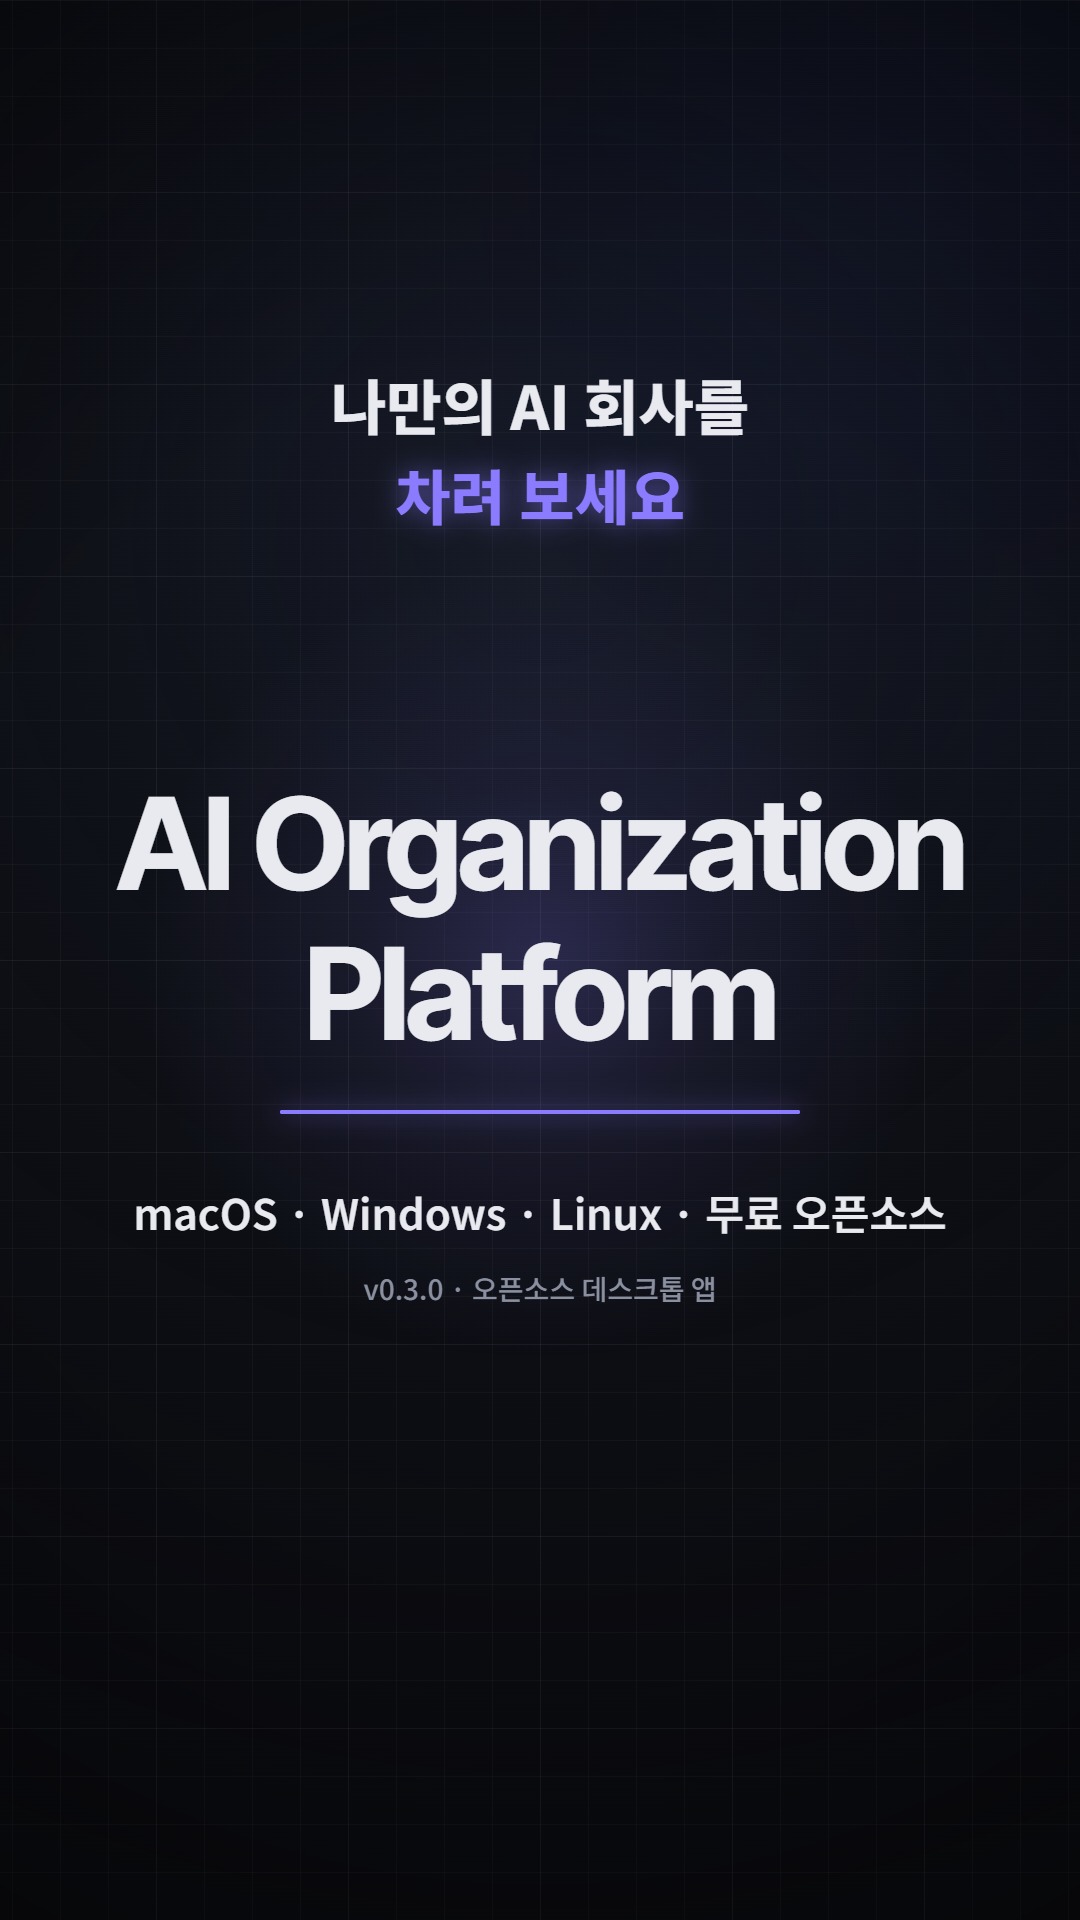 나만의 AI 회사를
차려 보세요
AI Organization
Platform
macOS · Windows · Linux · 무료 오픈소스
v0.3.0 · 오픈소스 데스크톱 앱